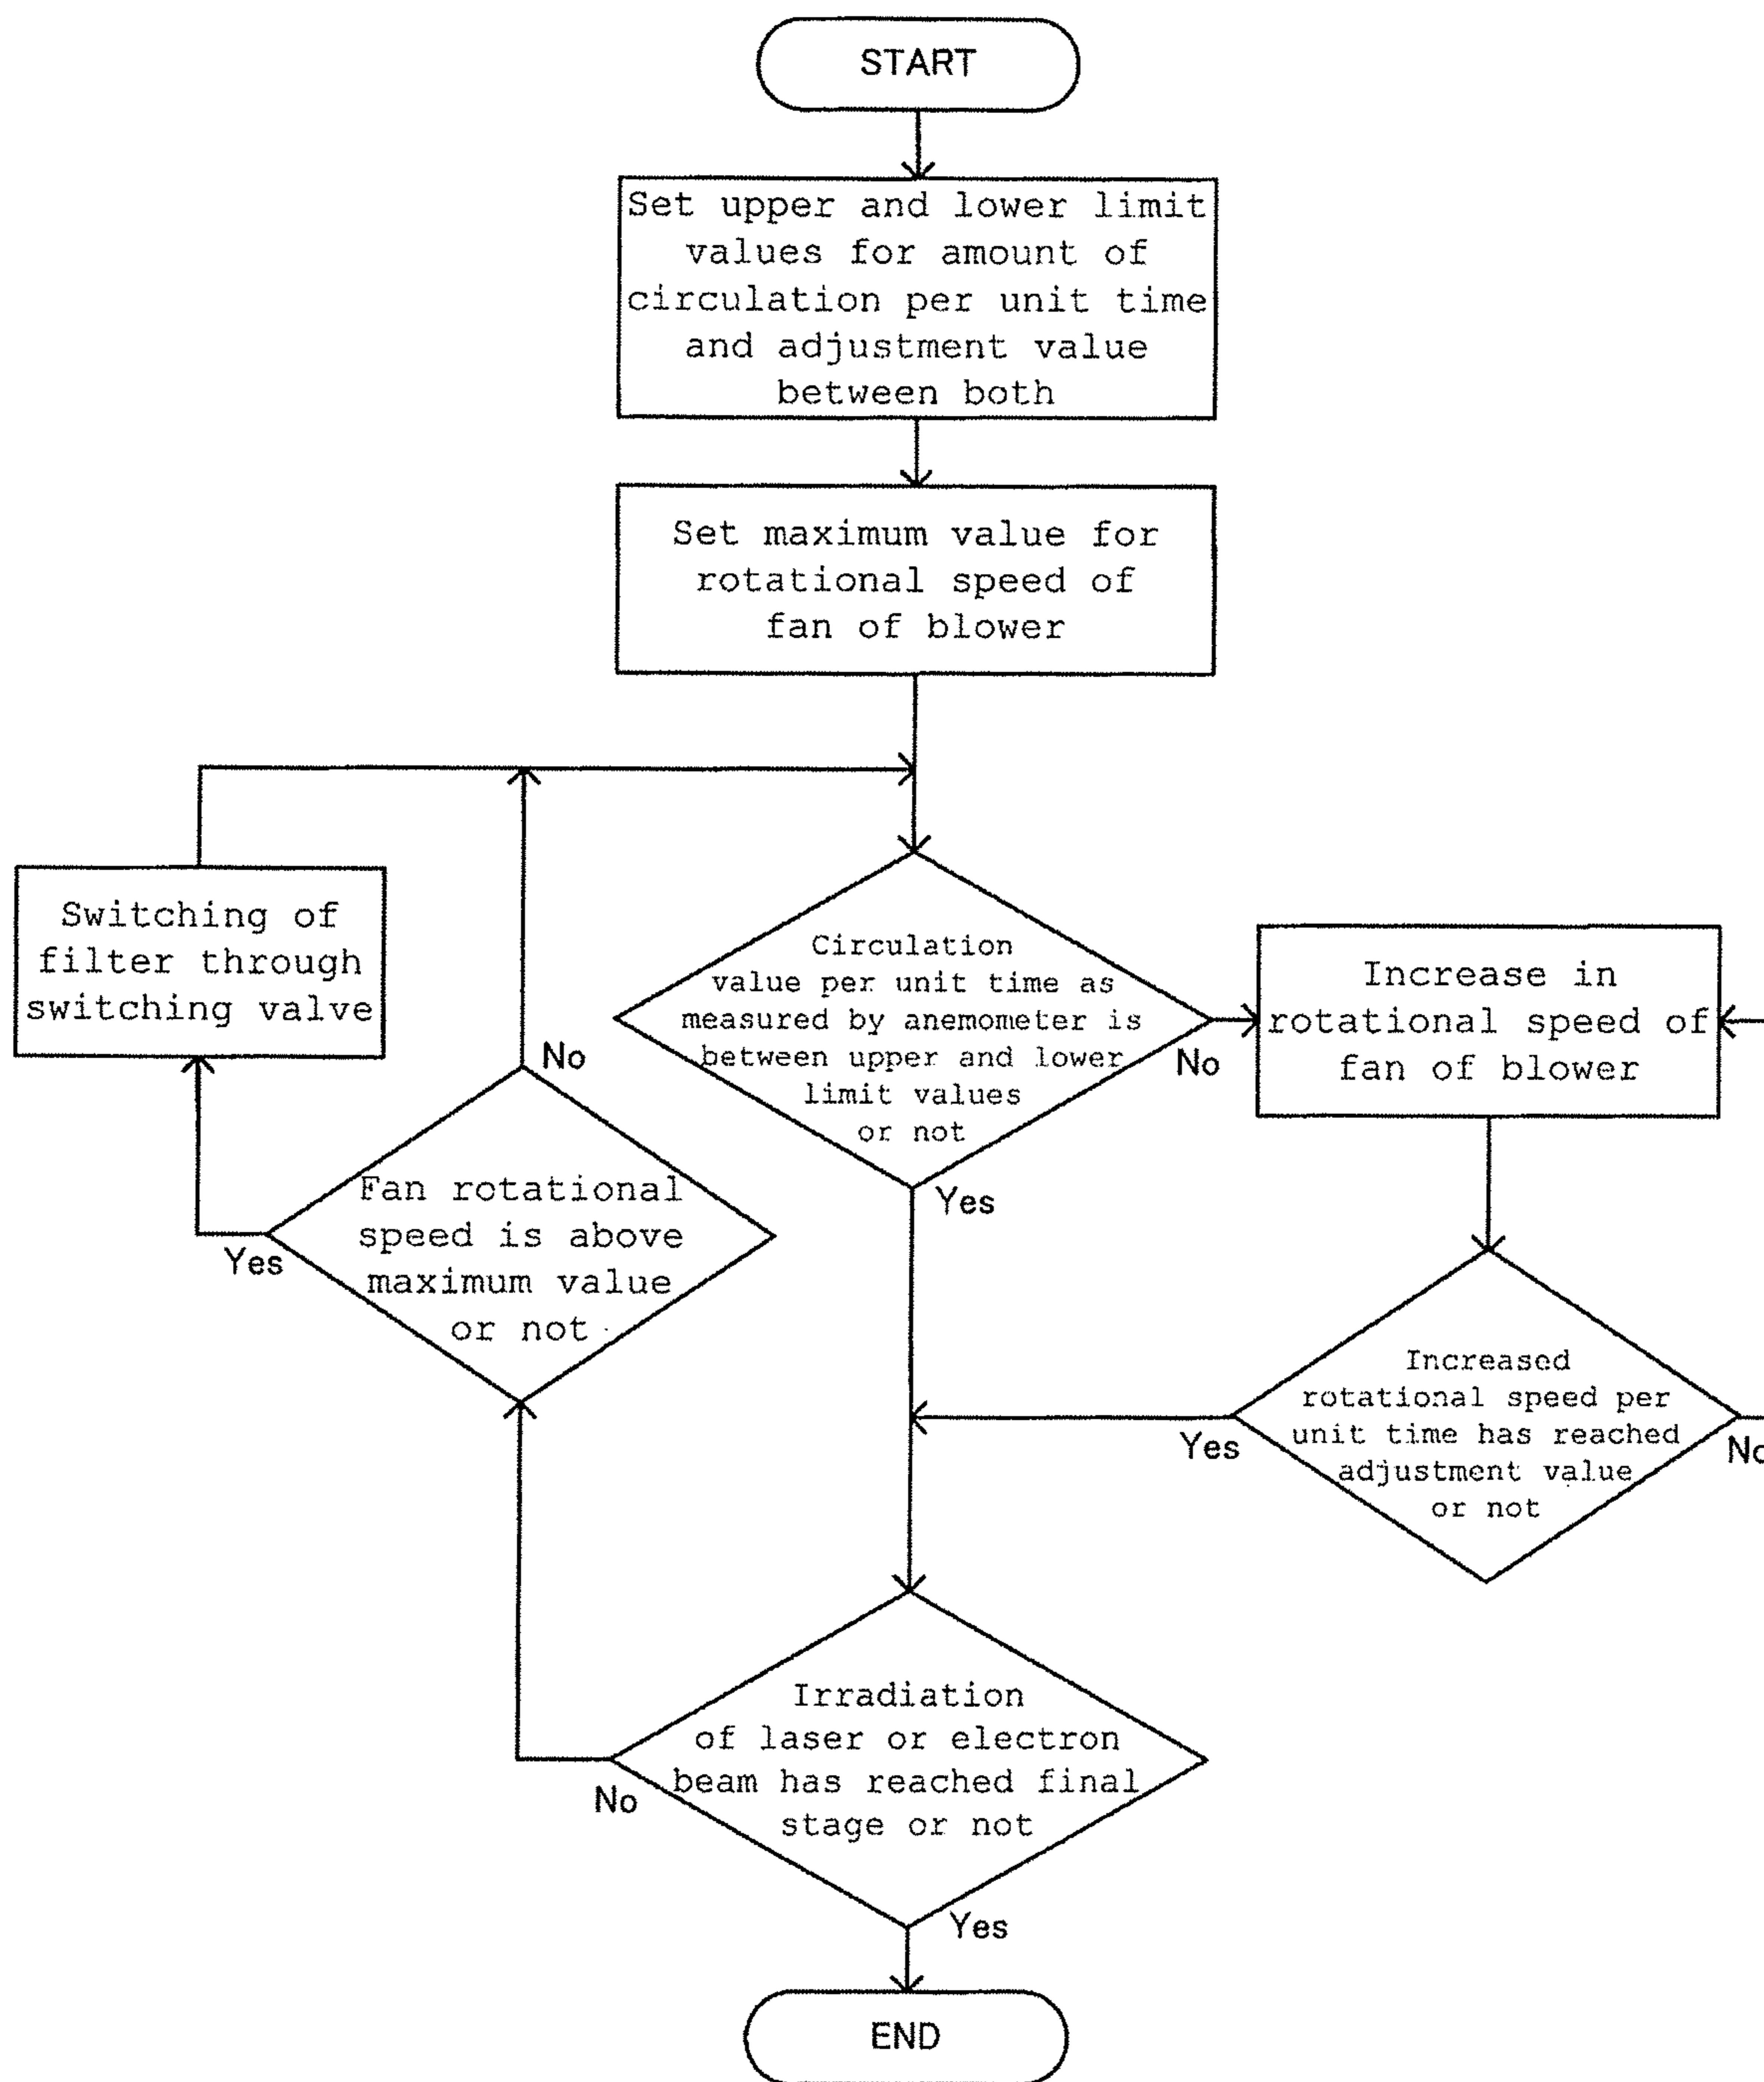 START
Set upper and lower limit
values for amount of
circulation per unit time
and adjustment value
between both
Set maximum value for
rotational speed of
fan of blower
Switching of
filter through
switching valve
Circulation
value per unit time as
measured by anemometer is
between upper and lower
limit values
or not
No
Yes
Increase in
rotational speed of
fan of blower
No
Fan rotational
speed is above
maximum value
or not
Yes
Increased
rotational speed per
unit time has reached
adjustment value
or not
Yes
No
Irradiation
of laser or electron
beam has reached final
stage or not
No
Yes
END